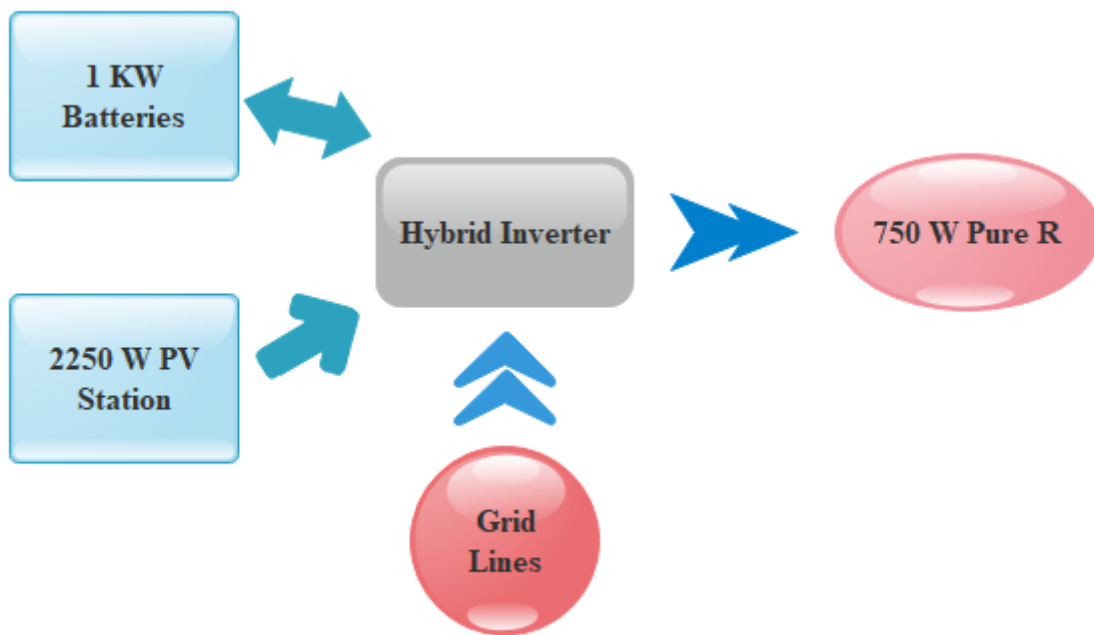 1 KW
Batteries
Hybrid Inverter
750 W Pure R
2250 W PV
Station
Grid
Lines